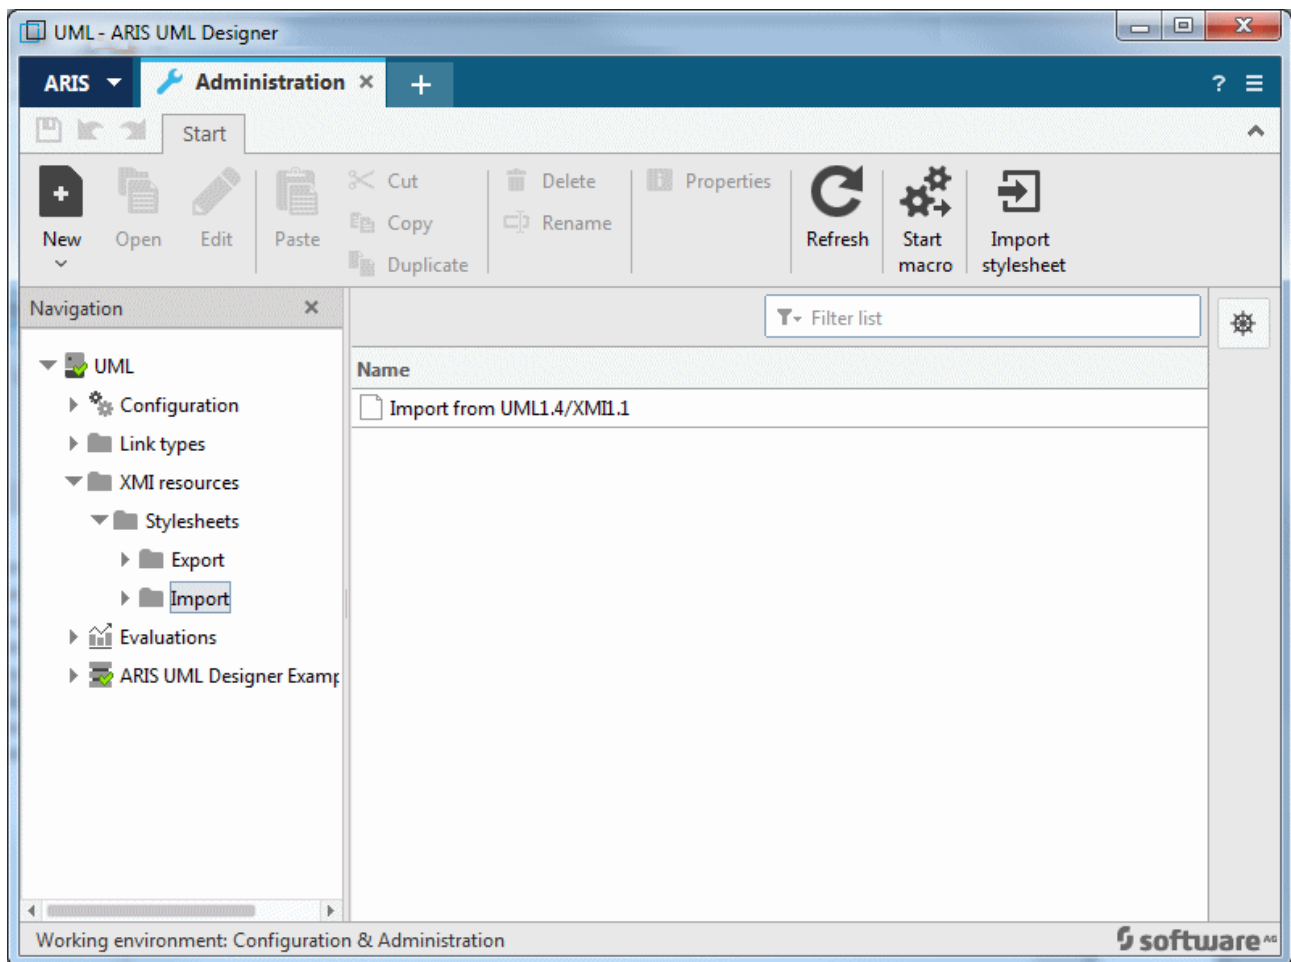 UML - ARIS UML Designer
ARIS
Administration
?
Start
New
Open
Edit
Paste
Cut
Copy
Duplicate
Delete
Rename
Properties
Refresh
Start
macro
Import
stylesheet
Navigation
Filter list
Name
Import from UML1.4/XMI1.1
UML
Configuration
Link types
XMI resources
Stylesheets
Export
Import
Evaluations
ARIS UML Designer Examp
Working environment: Configuration & Administration
software AG